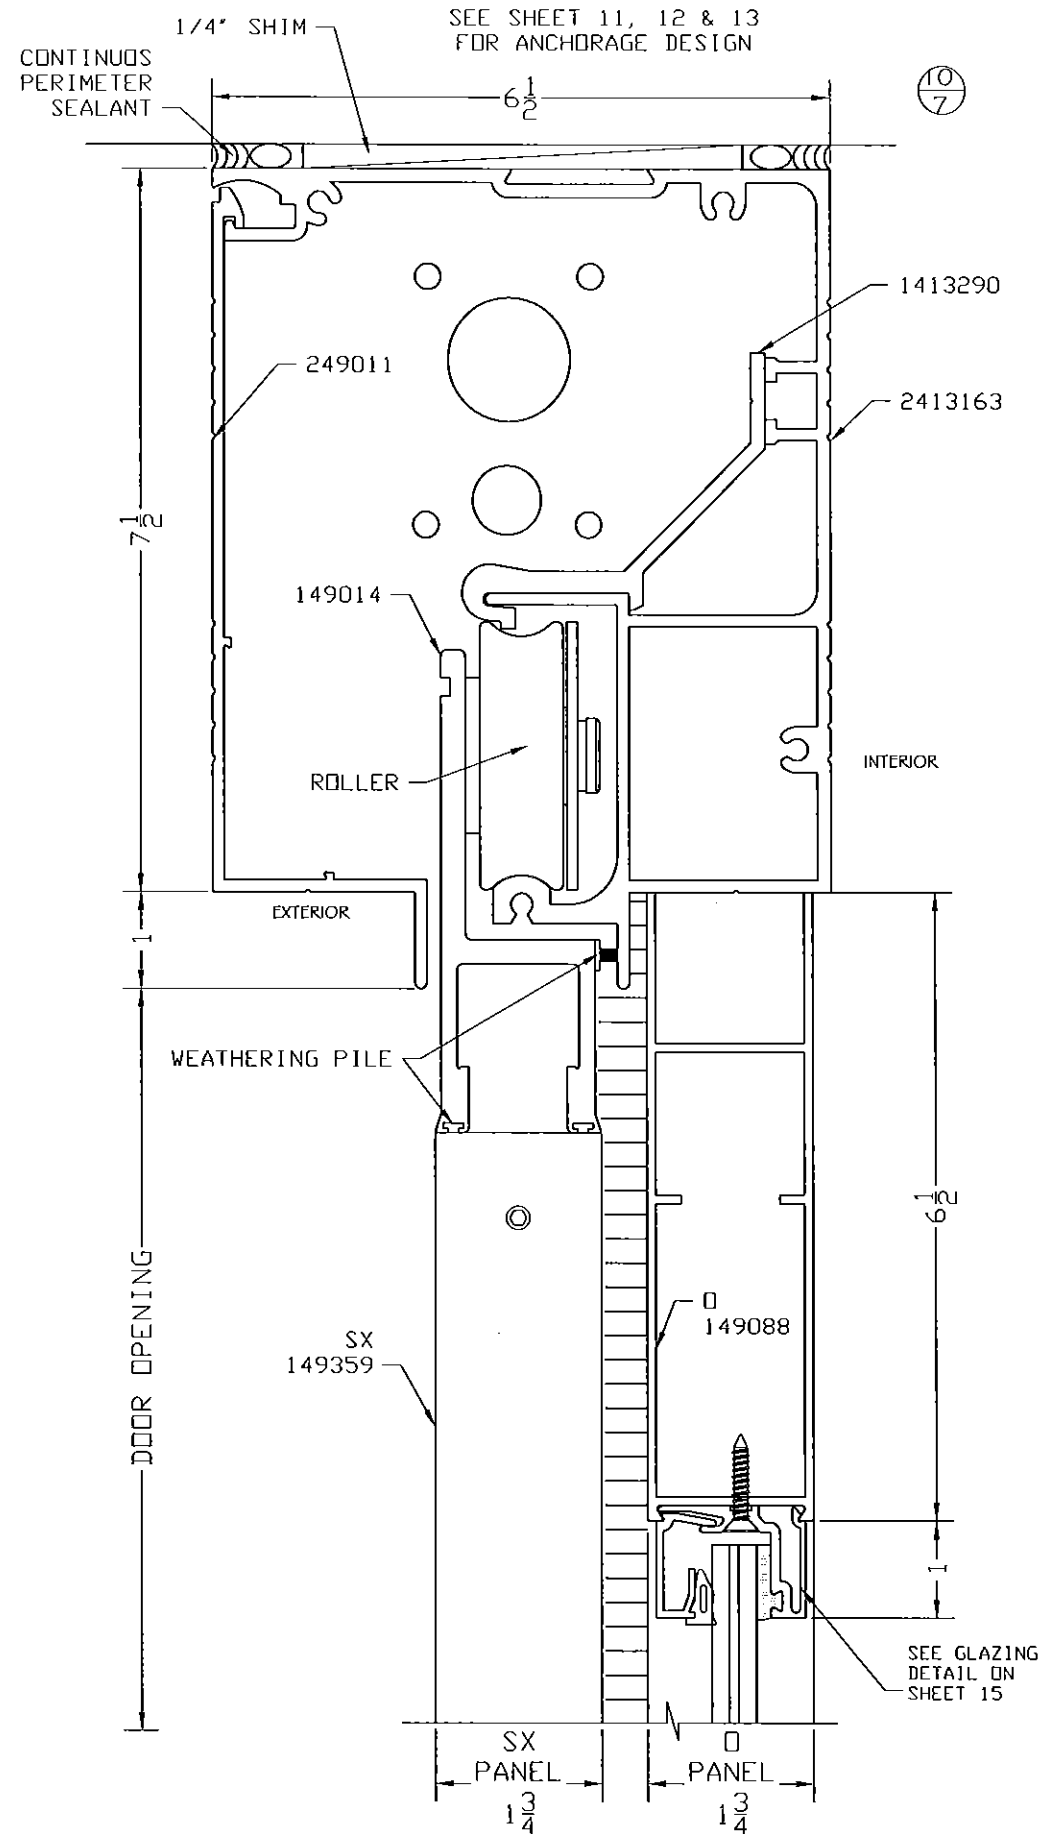 SEE SHEET 11, 12 & 13
FOR ANCHORAGE DESIGN
1/4" SHIM
CONTINUOS
PERIMETER
SEALANT
6 1/2
10
7
1413290
249011
2413163
7 1/2
149014
ROLLER
INTERIOR
EXTERIOR
1
WEATHERING PILE
6 1/2
DOOR OPENING
O
149088
SX
149359
1
SEE GLAZING
DETAIL ON
SHEET 15
SX
PANEL
1 3/4
O
PANEL
1 3/4